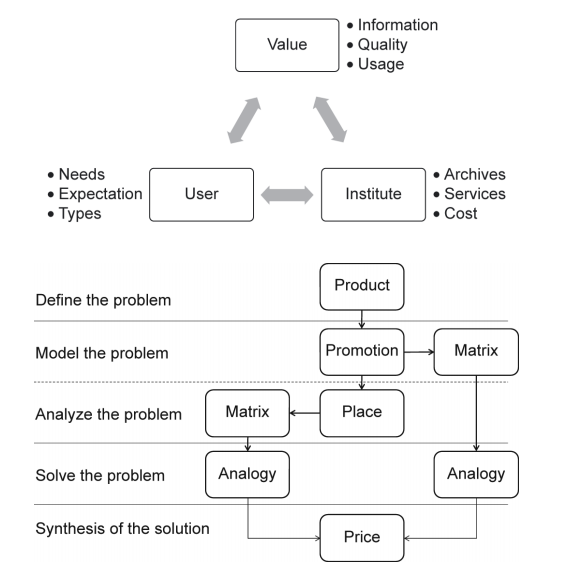 Value
• Information
• Quality
• Usage
• Needs
• Expectation
• Types
User
Institute
• Archives
• Services
• Cost
Product
Define the problem
Model the problem
Promotion
Matrix
Analyze the problem
Matrix
Place
Solve the problem
Analogy
Analogy
Synthesis of the solution
Price